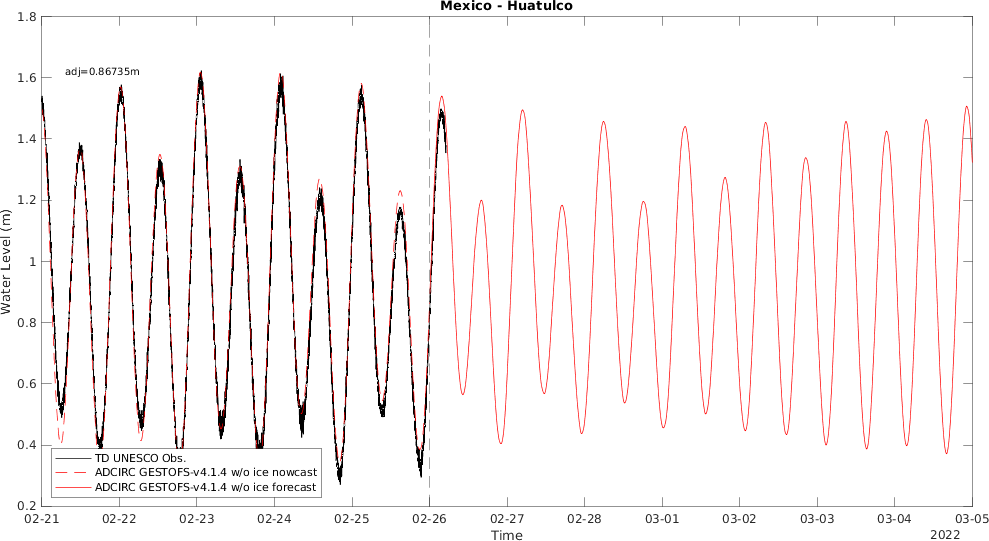 Mexico - Huatulco
1.8
1.6
1.4
1.2
1
0.8
0.6
0.4
0.2
Water Level (m)
adj=0.86735m
TD UNESCO Obs.
ADCIRC GESTOFS-v4.1.4 w/o ice nowcast
ADCIRC GESTOFS-v4.1.4 w/o ice forecast
02-21 02-22 02-23 02-24 02-25 02-26 02-27 02-28 03-01 03-02 03-03 03-04 03-05
Time
2022